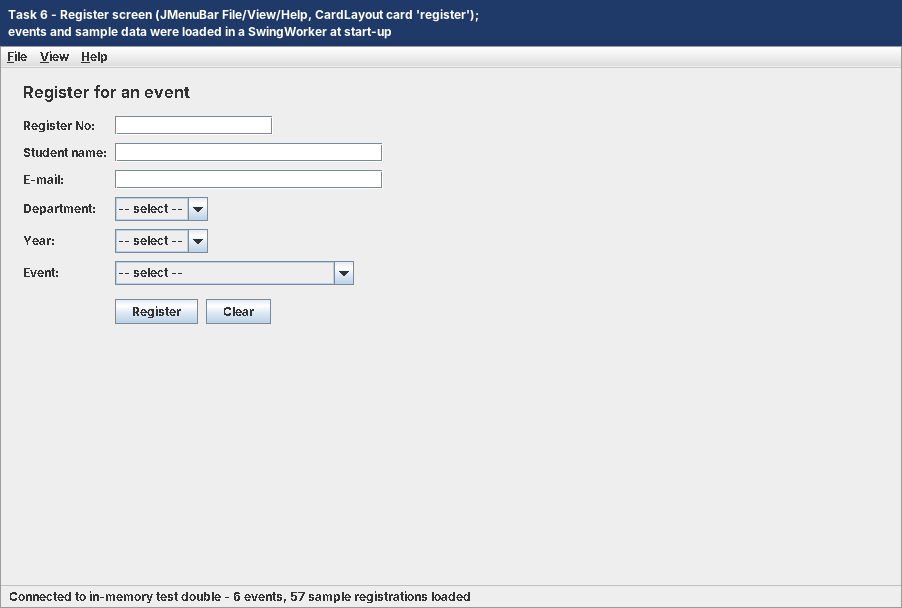 Task 6 - Register screen (JMenuBar File/View/Help, CardLayout card 'register');
events and sample data were loaded in a SwingWorker at start-up
File View Help
Register for an event
Register No:
Student name:
E-mail:
Department: -- select --
Year: -- select --
Event: -- select --
Register Clear
Connected to in-memory test double - 6 events, 57 sample registrations loaded